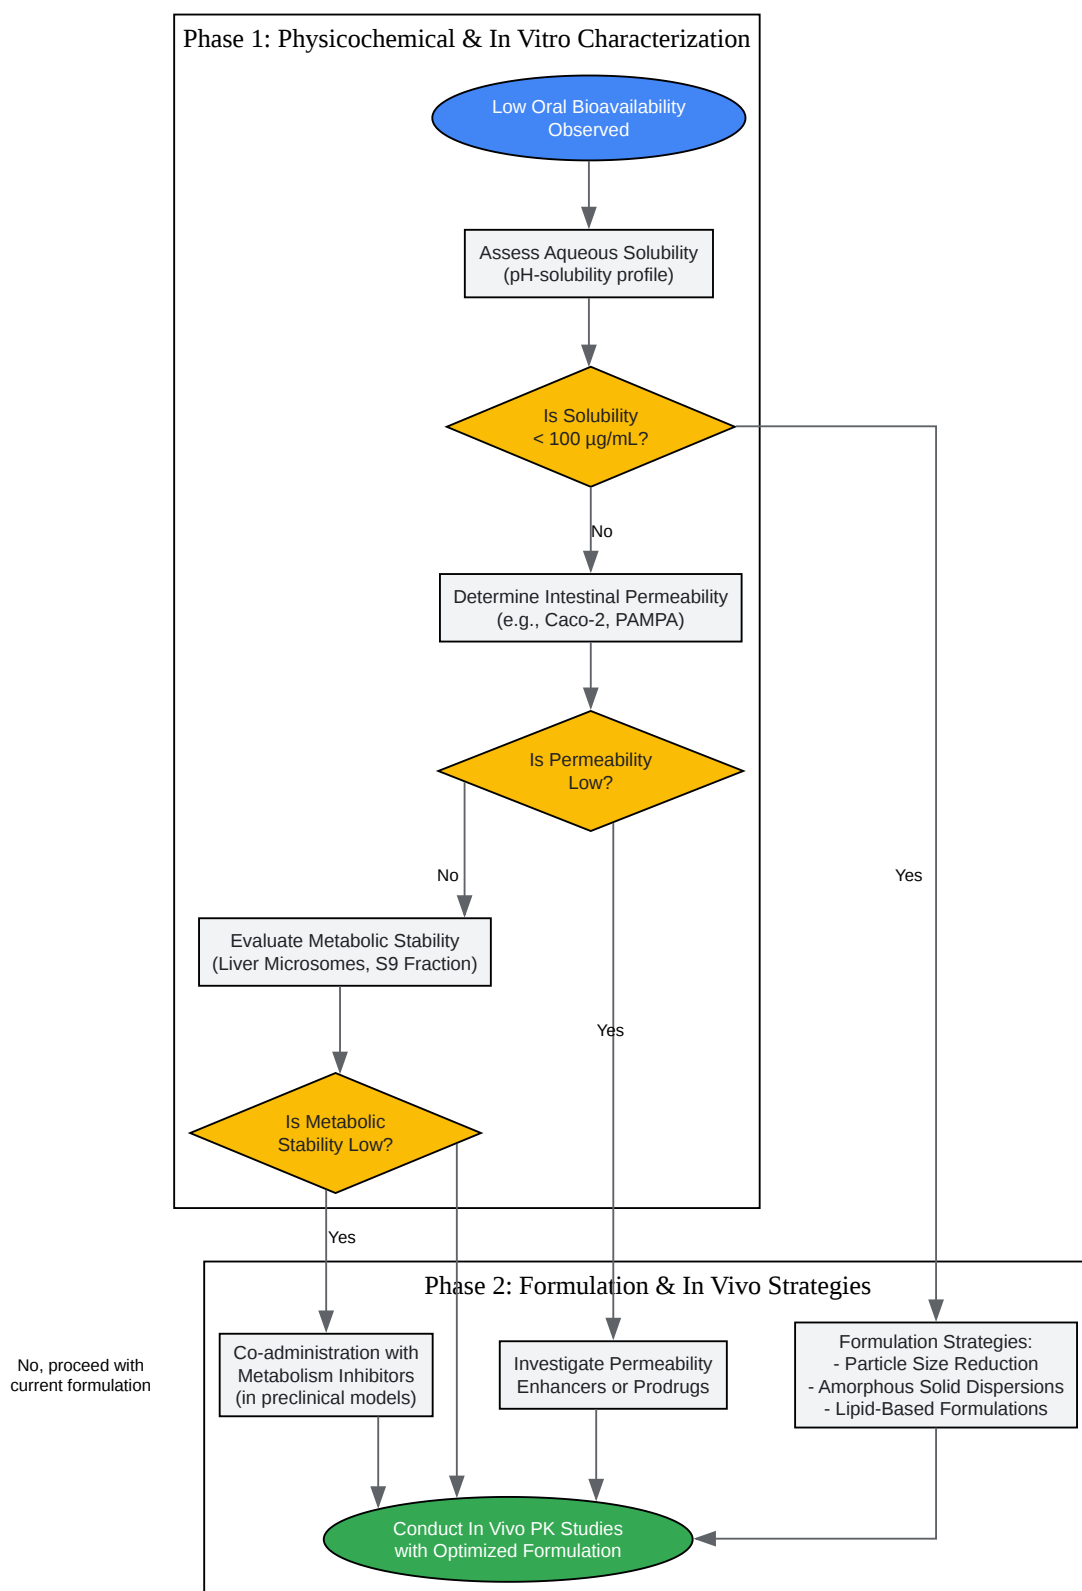 Phase 1: Physicochemical & In Vitro Characterization
Low Oral Bioavailability
Observed
Assess Aqueous Solubility
(pH-solubility profile)
Is Solubility
< 100 µg/mL?
No
Determine Intestinal Permeability
(e.g., Caco-2, PAMPA)
Is Permeability
Low?
No
Yes
Evaluate Metabolic Stability
(Liver Microsomes, S9 Fraction)
Yes
Is Metabolic
Stability Low?
Yes
Phase 2: Formulation & In Vivo Strategies
No, proceed with
current formulation
Co-administration with
Metabolism Inhibitors
(in preclinical models)
Investigate Permeability
Enhancers or Prodrugs
Formulation Strategies:
- Particle Size Reduction
- Amorphous Solid Dispersions
- Lipid-Based Formulations
Conduct In Vivo PK Studies
with Optimized Formulation